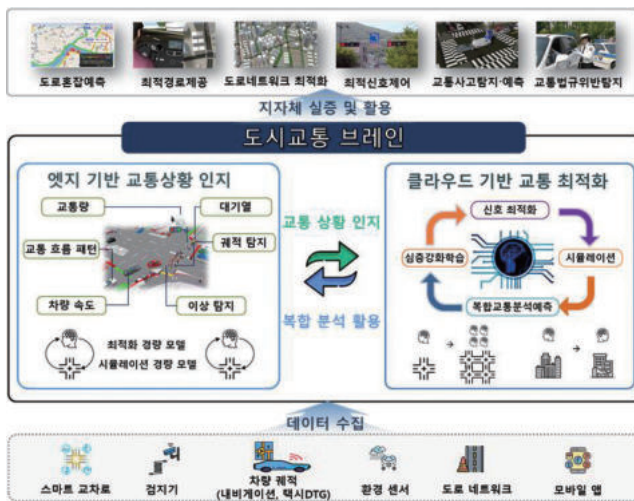 도로혼잡예측
최적경로제공
도로네트워크 최적화
최적신호제어
교통사고탐지·예측
교통법규위반탐지
지자체 실증 및 활용
도시교통 브레인
엣지 기반 교통상황 인지
교통량
대기열
교통 흐름 패턴
궤적 탐지
차량 속도
이상 탐지
최적화 경량 모델
시뮬레이션 경량 모델
교통 상황 인지
복합 분석 활용
클라우드 기반 교통 최적화
신호 최적화
심층강화학습
시뮬레이션
복합교통분석예측
데이터 수집
스마트 교차로
검지기
차량 궤적
(내비게이션, 택시DTG)
환경 센서
도로 네트워크
모바일 앱